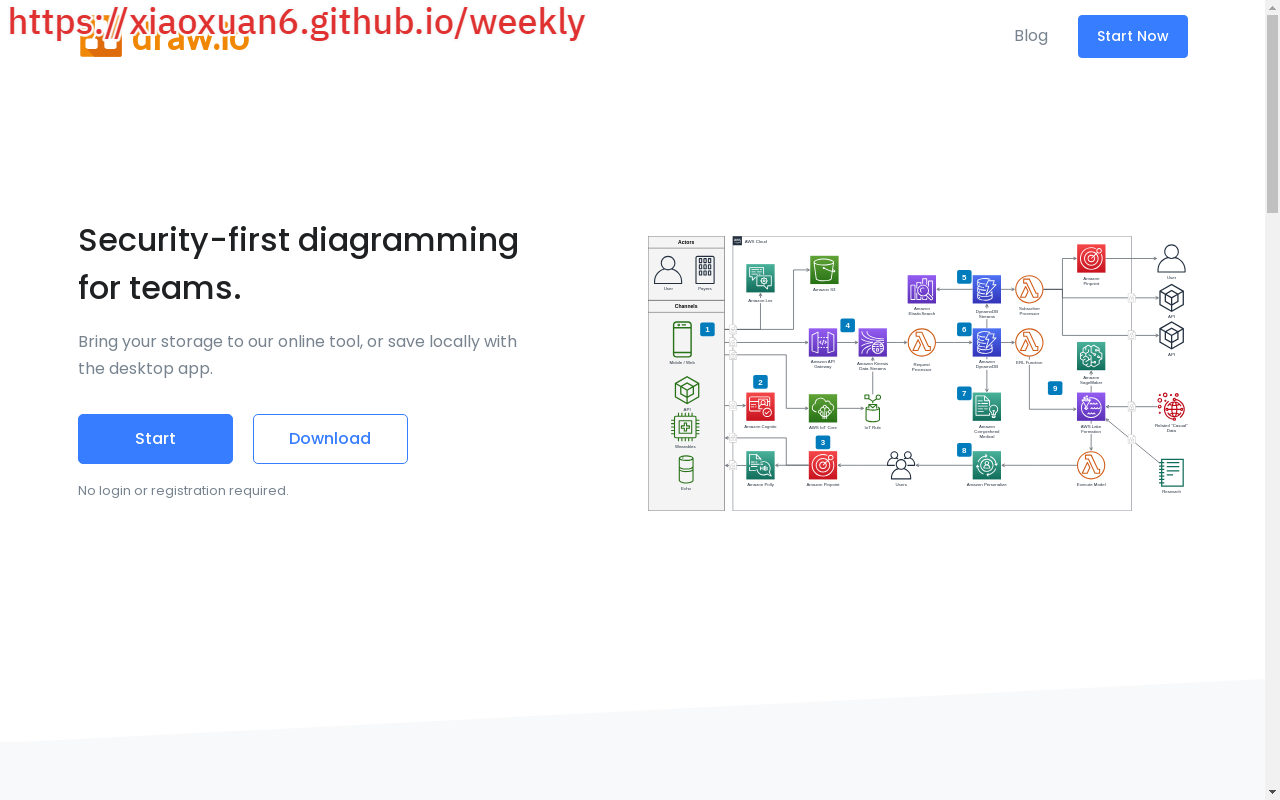 https://xiaoxuan6.github.io/weekly
draw.io
Blog
Start Now
Security-first diagramming
for teams.
Bring your storage to our online tool, or save locally with
the desktop app.
Start
Download
No login or registration required.
Actors
User
Payers
Channels
1
Mobile / Web
API
Wearables
Echo
AWS Cloud
Amazon Lex
Amazon S3
Amazon
ElasticSearch
5
DynamoDB
Streams
Subscriber
Processor
Amazon
Pinpoint
User
API
API
4
Amazon API
Gateway
Amazon Kinesis
Data Streams
Request
Processor
6
Amazon
DynamoDB
ERL Function
Amazon
SageMaker
2
Amazon Cognito
AWS IoT Core
IoT Rule
7
Amazon
Comprehend
Medical
9
AWS Lake
Formation
Related "Causal"
Data
3
Amazon Polly
Amazon Pinpoint
Users
8
Amazon Personalize
Execute Model
Research